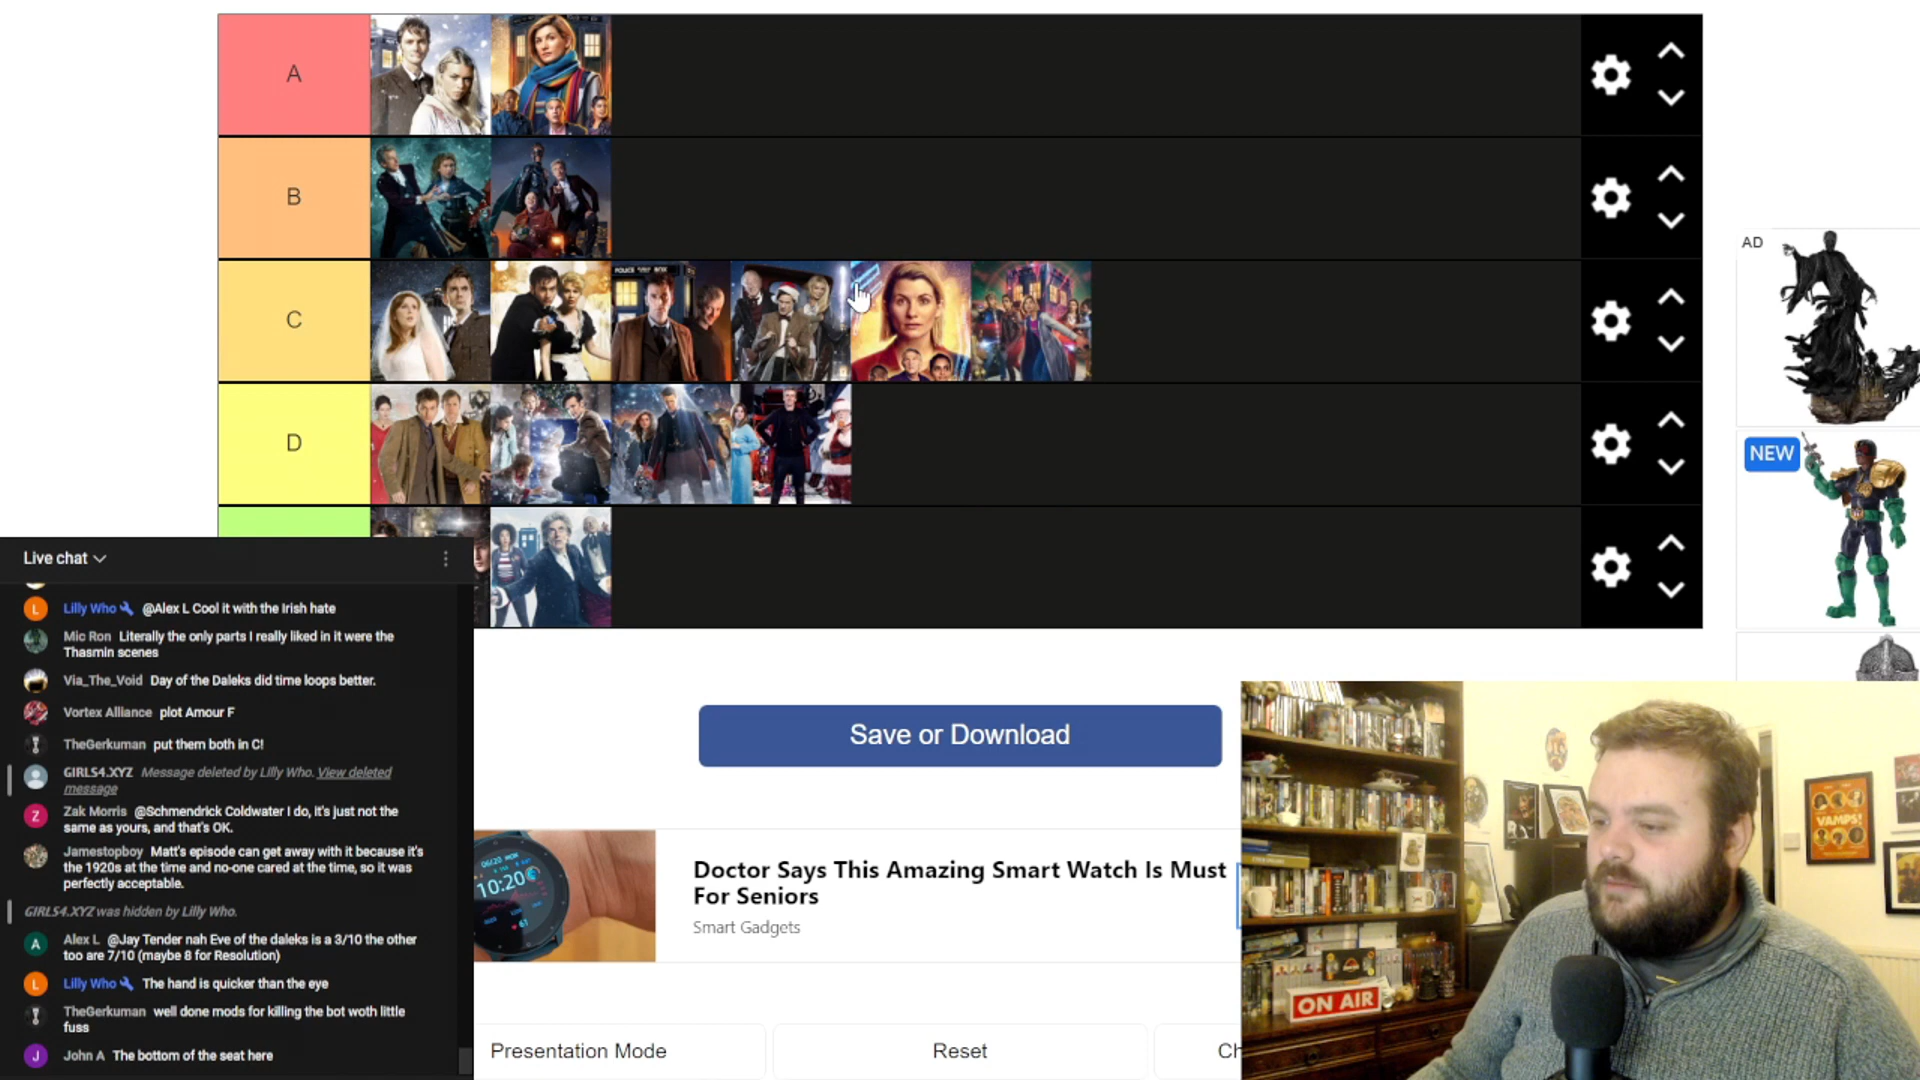 A
B
C
POLICE BOX
D
AD
NEW
Live chat
Lilly Who @Alex L Cool it with the Irish hate
Mic Ron Literally the only parts I really liked in it were the
Thasmin scenes
Via_The_Void Day of the Daleks did time loops better.
Vortex Alliance plot Amour F
TheGerkuman put them both in C!
GIRLS4.XYZ Message deleted by Lilly Who. View deleted
message
Z
Zak Morris @Schmendrick Coldwater I do, it's just not the
same as yours, and that's OK.
Jamestopboy Matt's episode can get away with it because it's
the 1920s at the time and no-one cared at the time, so it was
perfectly acceptable.
GIRLS4.XYZ was hidden by Lilly Who.
A
Alex L @Jay Tender nah Eve of the daleks is a 3/10 the other
too are 7/10 (maybe 8 for Resolution)
L
Lilly Who The hand is quicker than the eye
TheGerkuman well done mods for killing the bot woth little
fuss
J
John A The bottom of the seat here
Save or Download
10:20
Doctor Says This Amazing Smart Watch Is Must
For Seniors
Smart Gadgets
Presentation Mode
Reset
Ch
VAMPS!
ON AIR